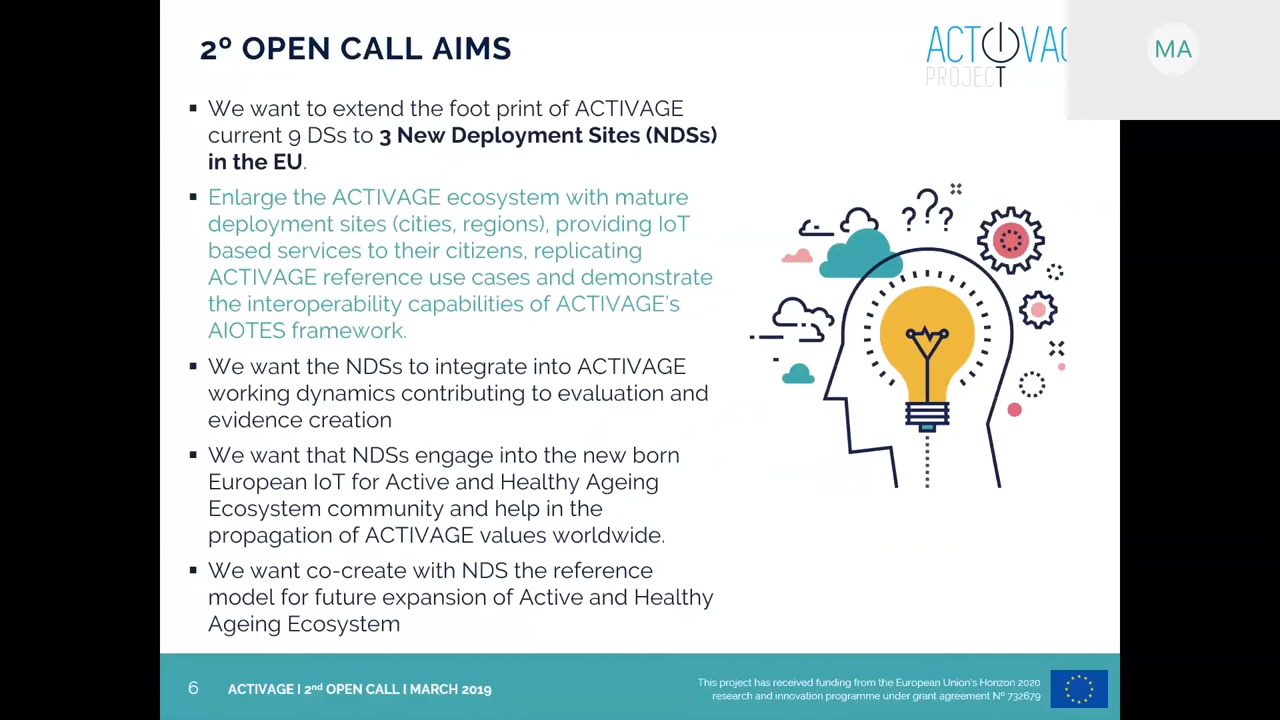 2º OPEN CALL AIMS
ACTIVAG
PROJECT
MA
▪ We want to extend the foot print of ACTIVAGE
current 9 DSs to 3 New Deployment Sites (NDSs)
in the EU.
▪ Enlarge the ACTIVAGE ecosystem with mature
deployment sites (cities, regions), providing IoT
based services to their citizens, replicating
ACTIVAGE reference use cases and demonstrate
the interoperability capabilities of ACTIVAGE's
AIOTES framework.
▪ We want the NDSs to integrate into ACTIVAGE
working dynamics contributing to evaluation and
evidence creation
▪ We want that NDSs engage into the new born
European IoT for Active and Healthy Ageing
Ecosystem community and help in the
propagation of ACTIVAGE values worldwide.
▪ We want co-create with NDS the reference
model for future expansion of Active and Healthy
Ageing Ecosystem
???
6 ACTIVAGE I 2nd OPEN CALL I MARCH 2019
This project has received funding from the European Union's Horizon 2020
research and innovation programme under grant agreement Nº 732679